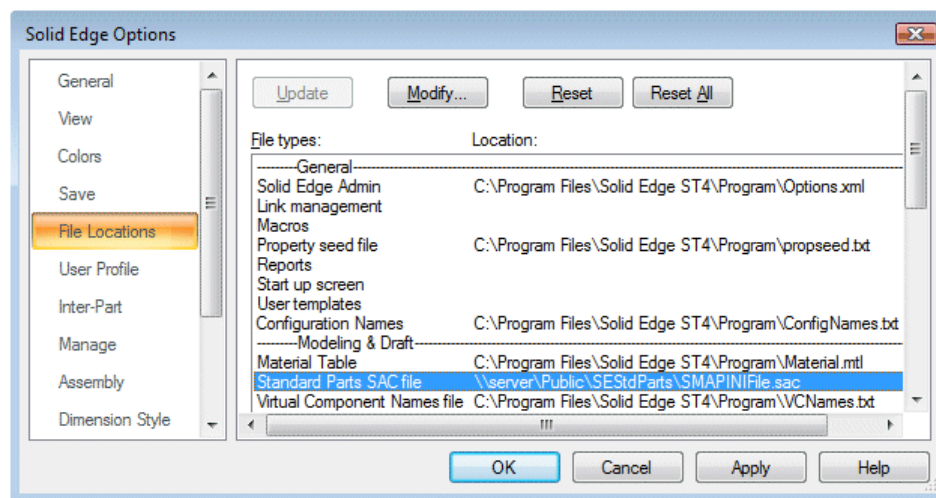 Solid Edge Options
General
View
Colors
Save
File Locations
User Profile
Inter-Part
Manage
Assembly
Dimension Style
Update
Modify...
Reset
Reset All
File types: Location:
---------General---------
Solid Edge Admin C:\Program Files\Solid Edge ST4\Program\Options.xml
Link management
Macros
Property seed file C:\Program Files\Solid Edge ST4\Program\propseed.txt
Reports
Start up screen
User templates
Configuration Names C:\Program Files\Solid Edge ST4\Program\ConfigNames.txt
---------Modeling & Draft---------
Material Table C:\Program Files\Solid Edge ST4\Program\Material.mtl
Standard Parts SAC file \\server\Public\SEStdParts\SMAPINIFile.sac
Virtual Component Names file C:\Program Files\Solid Edge ST4\Program\VCNames.txt
OK
Cancel
Apply
Help